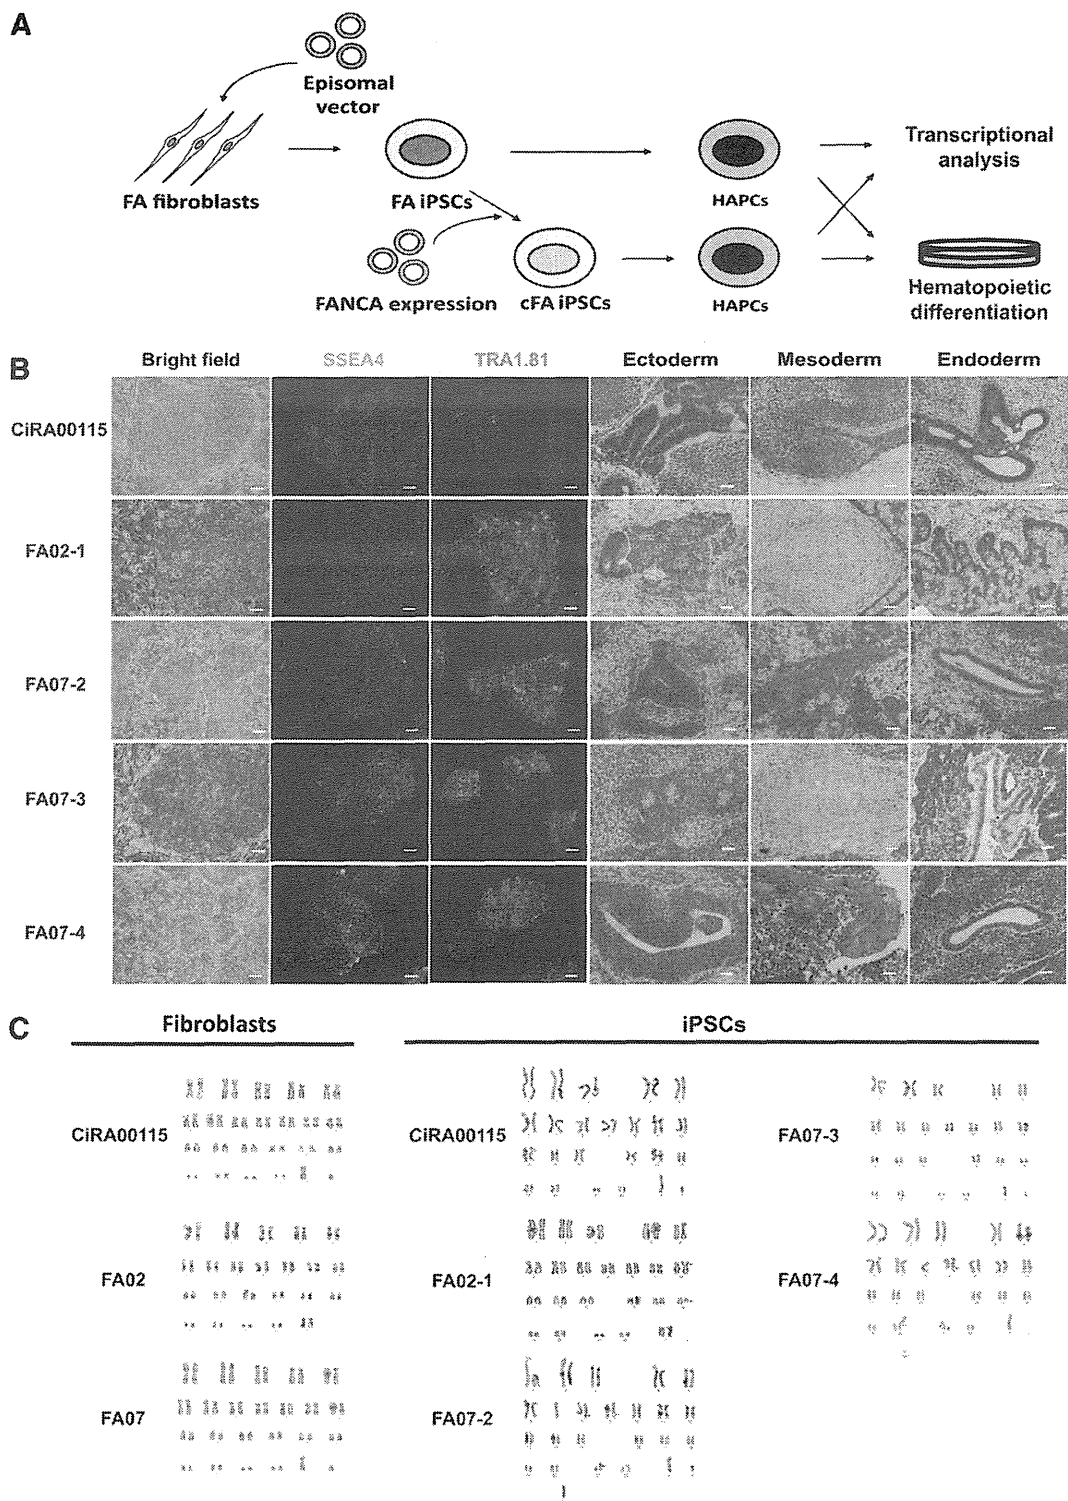 A
Episomal
vector
FA fibroblasts
FA iPSCs
HAPCs
Transcriptional
analysis
FANCA expression
cFA iPSCs
HAPCs
Hematopoietic
differentiation
B
Bright field
SSEA4
TRA1.81
Ectoderm
Mesoderm
Endoderm
CiRA00115
FA02-1
FA07-2
FA07-3
FA07-4
C
Fibroblasts
iPSCs
CiRA00115
CiRA00115
FA07-3
FA02
FA02-1
FA07-4
FA07
FA07-2